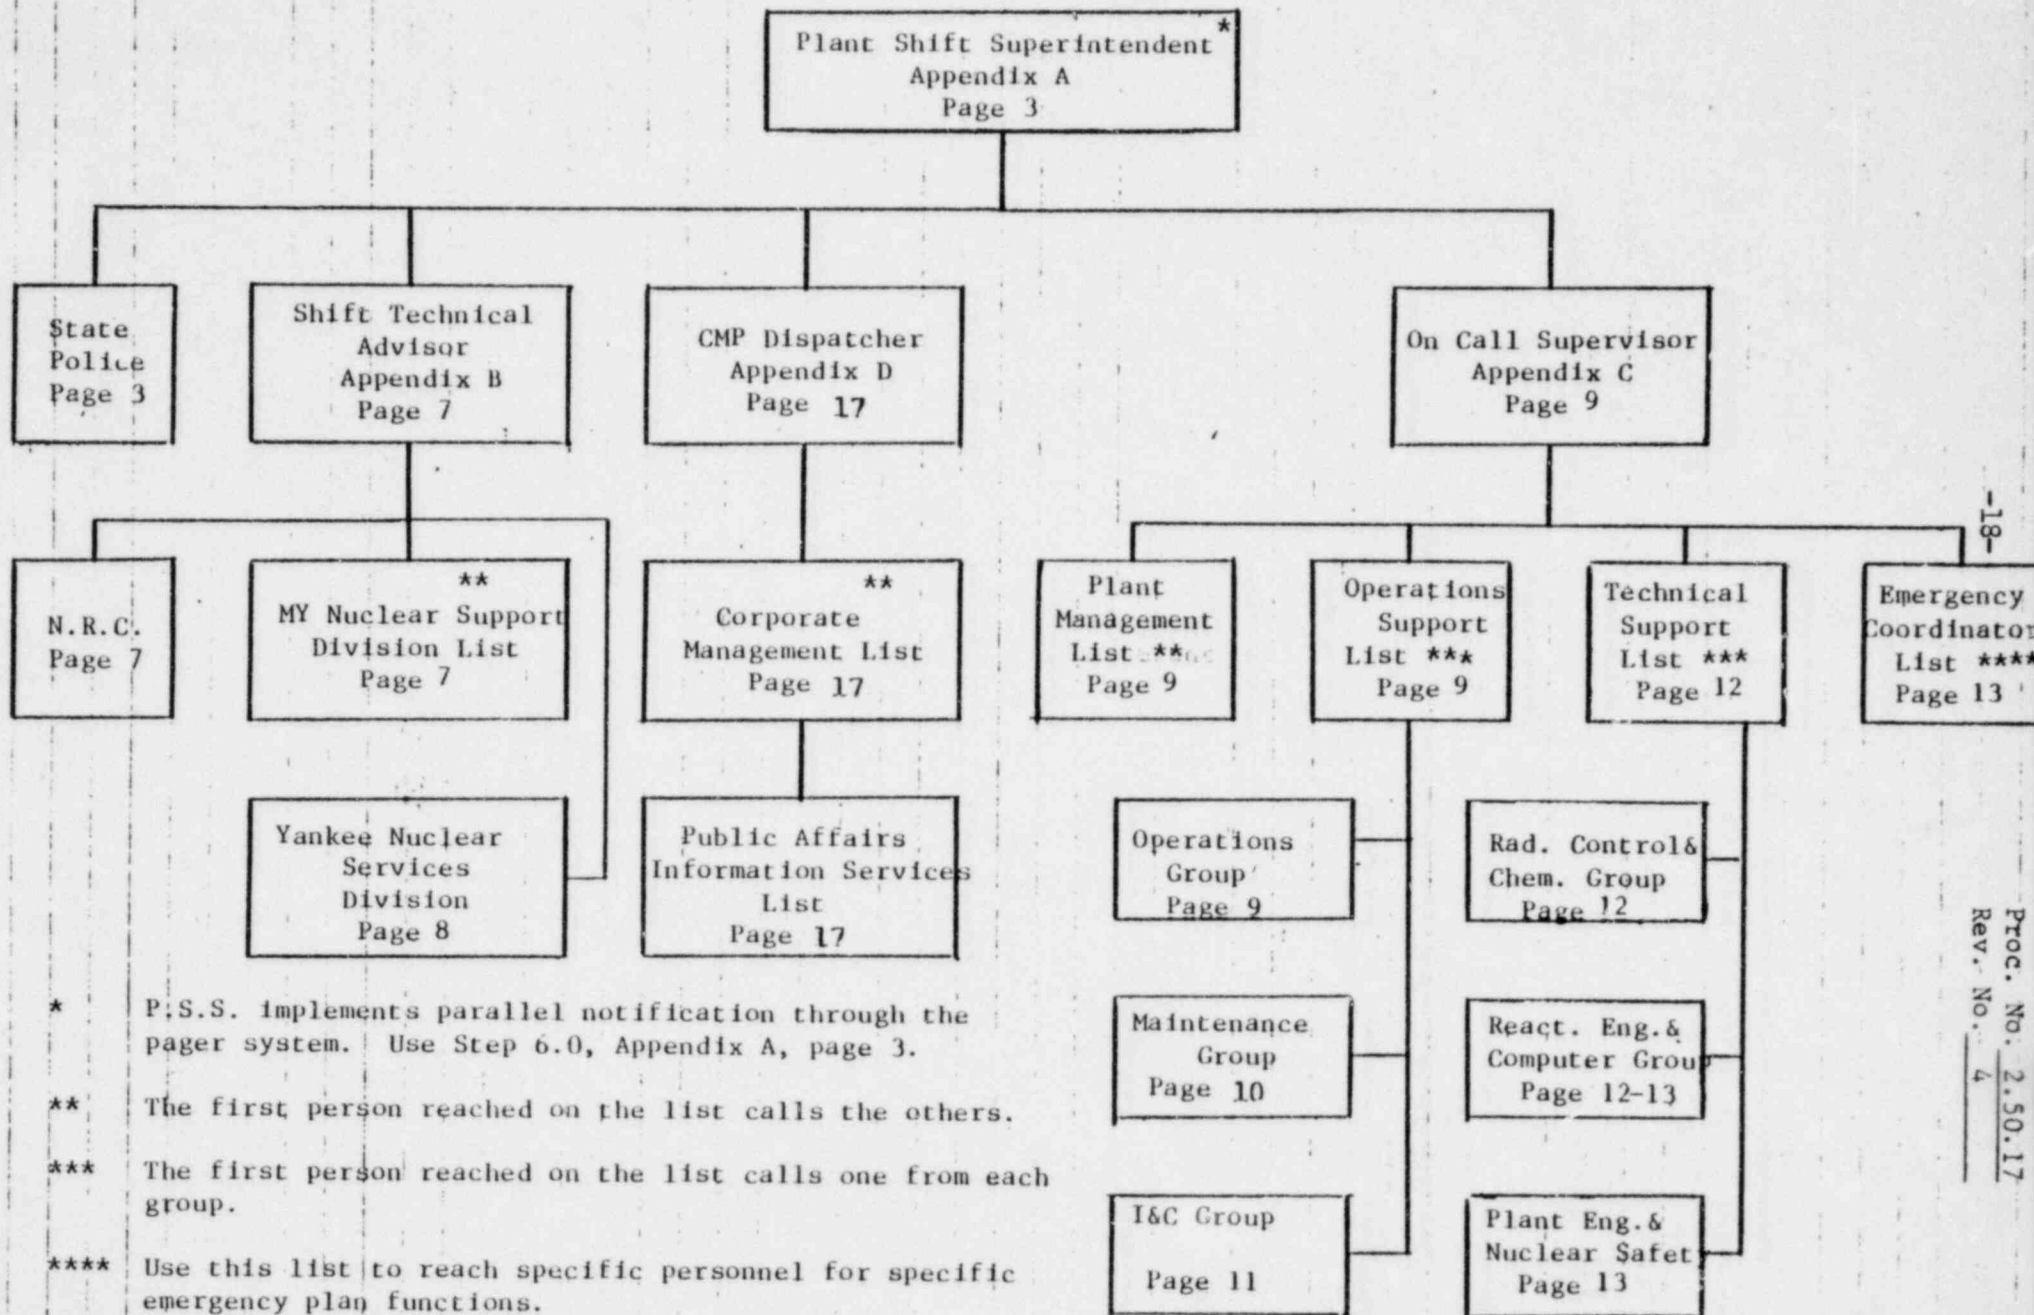 Plant Shift Superintendent *
Appendix A
Page 3
State
Police
Page 3
Shift Technical
Advisor
Appendix B
Page 7
CMP Dispatcher
Appendix D
Page 17
On Call Supervisor
Appendix C
Page 9
N.R.C.
Page 7
**
MY Nuclear Support
Division List
Page 7
**
Corporate
Management List
Page 17
Plant
Management
List **
Page 9
Operations
Support
List ***
Page 9
Technical
Support
List ***
Page 12
Emergency
Coordinator
List ****
Page 13
Yankee Nuclear
Services
Division
Page 8
Public Affairs
Information Services
List
Page 17
Operations
Group
Page 9
Rad. Control&
Chem. Group
Page 12
Maintenance
Group
Page 10
React. Eng.&
Computer Grou
Page 12-13
I&C Group
Page 11
Plant Eng.&
Nuclear Safet
Page 13
* P.S.S. implements parallel notification through the
pager system. Use Step 6.0, Appendix A, page 3.
** The first person reached on the list calls the others.
*** The first person reached on the list calls one from each
group.
**** Use this list to reach specific personnel for specific
emergency plan functions.
-18-
Proc. No. 2.50.17
Rev. No. 4